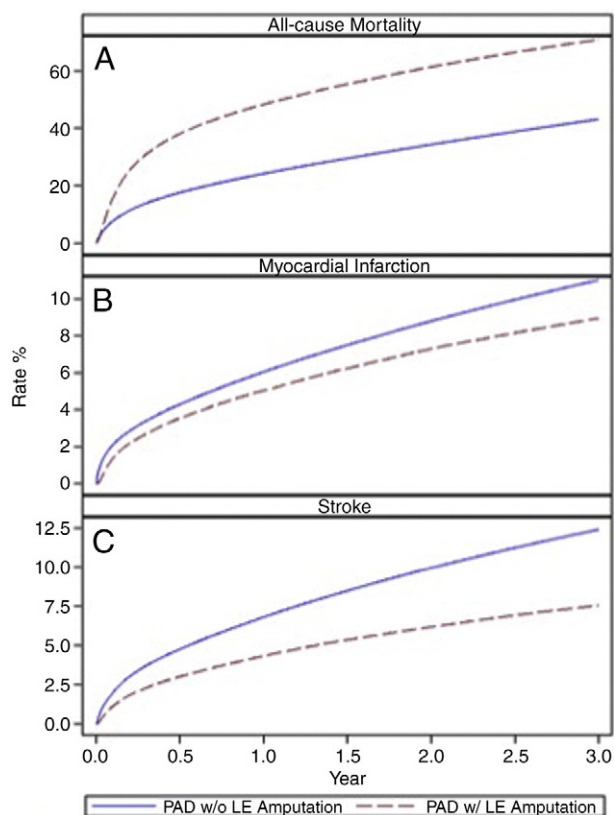 All-cause Mortality
A
60
40
20
0
Myocardial Infarction
B
10
8
6
4
2
0
Rate %
Stroke
C
12.5
10.0
7.5
5.0
2.5
0.0
0.0 0.5 1.0 1.5 2.0 2.5 3.0
Year
PAD w/o LE Amputation PAD w/ LE Amputation